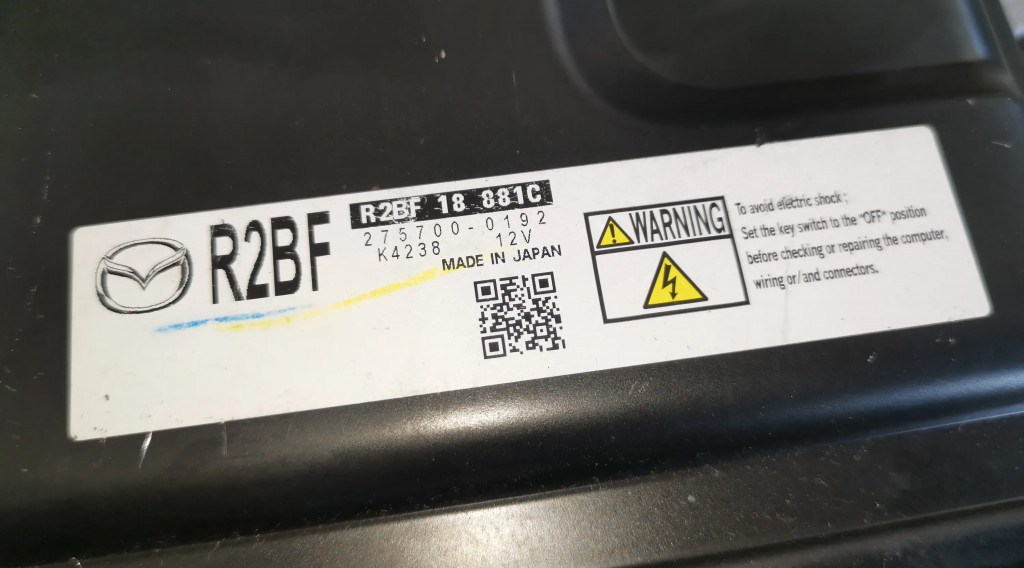 R2BF
R2BF 18 881C
275700-0192
K4238 12V
MADE IN JAPAN
WARNING
To avoid electric shock :
Set the key switch to the "OFF" position
before checking or repairing the computer,
wiring or/and connectors.